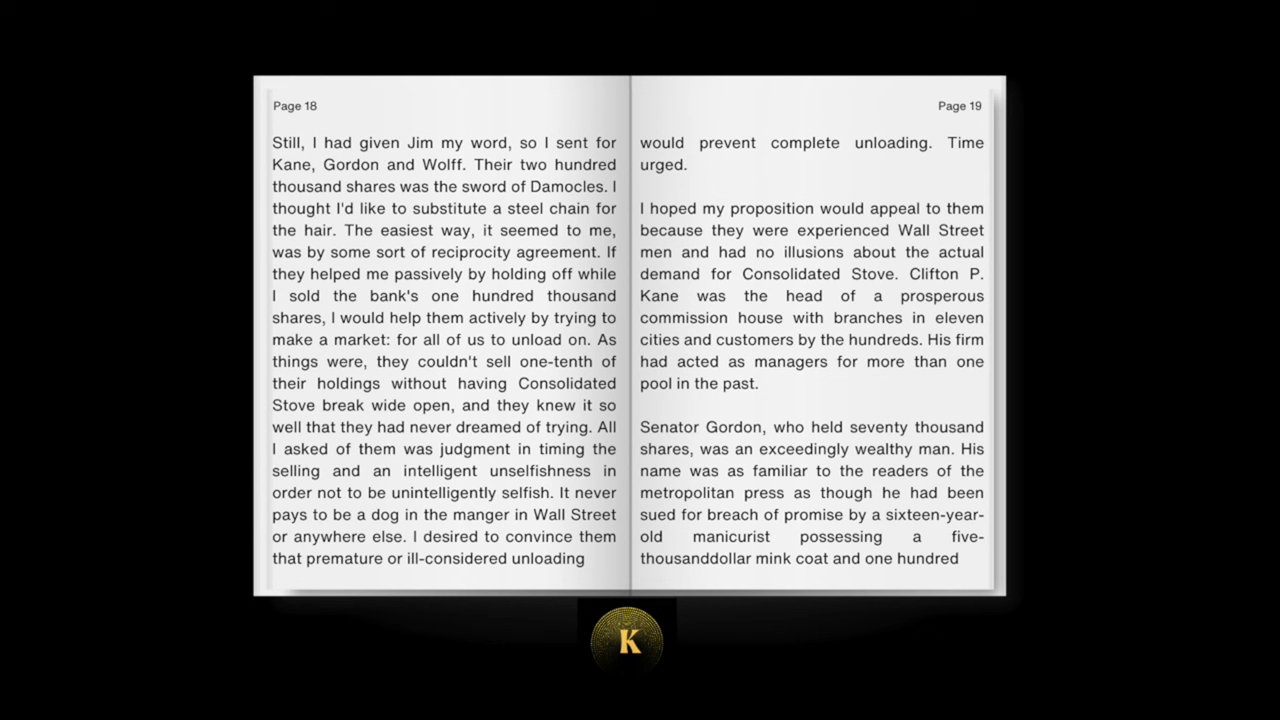 Page 18
Still, I had given Jim my word, so I sent for
Kane, Gordon and Wolff. Their two hundred
thousand shares was the sword of Damocles. I
thought I'd like to substitute a steel chain for
the hair. The easiest way, it seemed to me,
was by some sort of reciprocity agreement. If
they helped me passively by holding off while
I sold the bank's one hundred thousand
shares, I would help them actively by trying to
make a market: for all of us to unload on. As
things were, they couldn't sell one-tenth of
their holdings without having Consolidated
Stove break wide open, and they knew it so
well that they had never dreamed of trying. All
I asked of them was judgment in timing the
selling and an intelligent unselfishness in
order not to be unintelligently selfish. It never
pays to be a dog in the manger in Wall Street
or anywhere else. I desired to convince them
that premature or ill-considered unloading
Page 19
would prevent complete unloading. Time
urged.
I hoped my proposition would appeal to them
because they were experienced Wall Street
men and had no illusions about the actual
demand for Consolidated Stove. Clifton P.
Kane was the head of a prosperous
commission house with branches in eleven
cities and customers by the hundreds. His firm
had acted as managers for more than one
pool in the past.
Senator Gordon, who held seventy thousand
shares, was an exceedingly wealthy man. His
name was as familiar to the readers of the
metropolitan press as though he had been
sued for breach of promise by a sixteen-year-
old manicurist possessing a five-
thousanddollar mink coat and one hundred
K